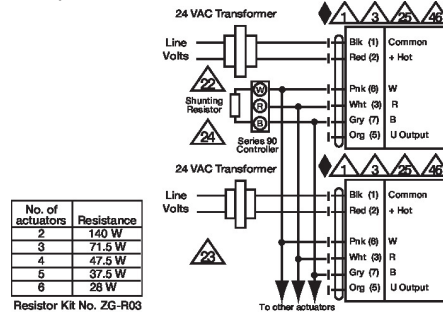 24 VAC Transformer
1 3 25 46
Line
Volts
Blk (1) Common
Red (2) + Hot
22
Shunting
Resistor
W
R
B
Pnk (6) W
Wht (3) R
Gry (7) B
Org (5) U Output
24
Series 90
Controller
24 VAC Transformer
1 3 25 46
Line
Volts
Blk (1) Common
Red (2) + Hot
23
Pnk (6) W
Wht (3) R
Gry (7) B
Org (5) U Output
To other actuators
No. of
actuators Resistance
2 140 W
3 71.5 W
4 47.5 W
5 37.5 W
6 28 W
Resistor Kit No. ZG-R03